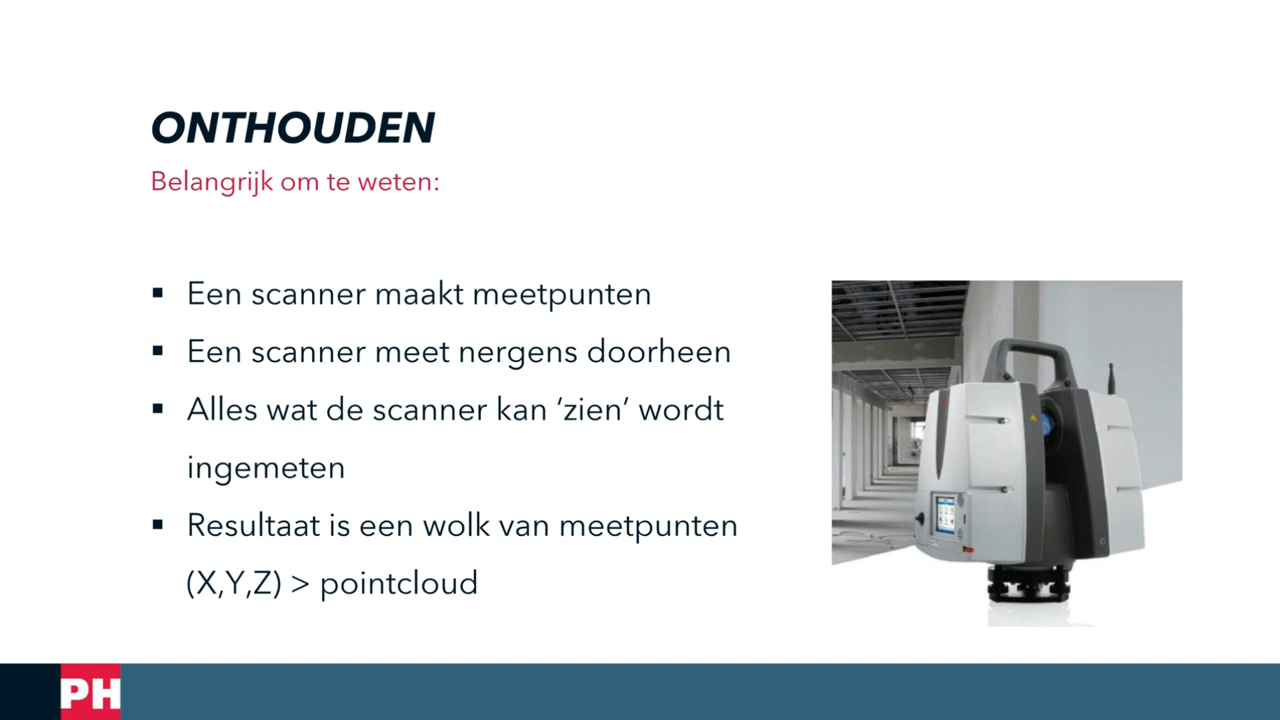 ONTHOUDEN
Belangrijk om te weten:
▪ Een scanner maakt meetpunten
▪ Een scanner meet nergens doorheen
▪ Alles wat de scanner kan ‘zien’ wordt
ingemeten
▪ Resultaat is een wolk van meetpunten
(X,Y,Z) > pointcloud
PH